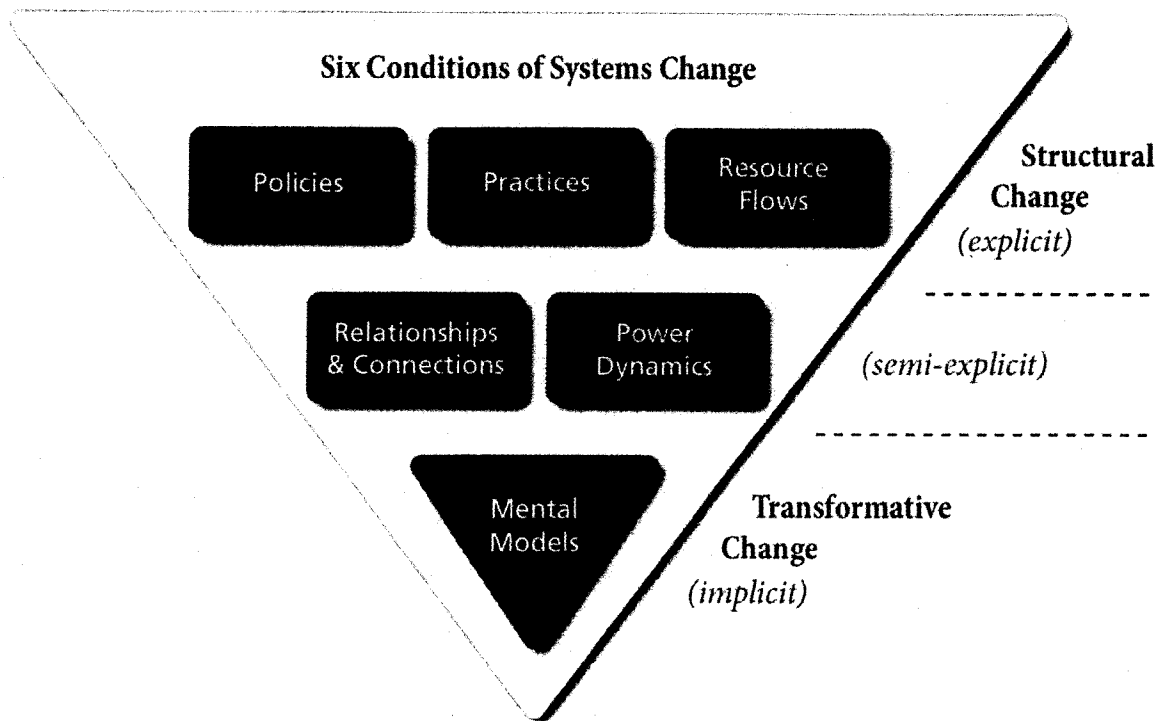 Six Conditions of Systems Change
Policies
Practices
Resource
Flows
Structural
Change
(explicit)
Relationships
& Connections
Power
Dynamics
(semi-explicit)
Mental
Models
Transformative
Change
(implicit)